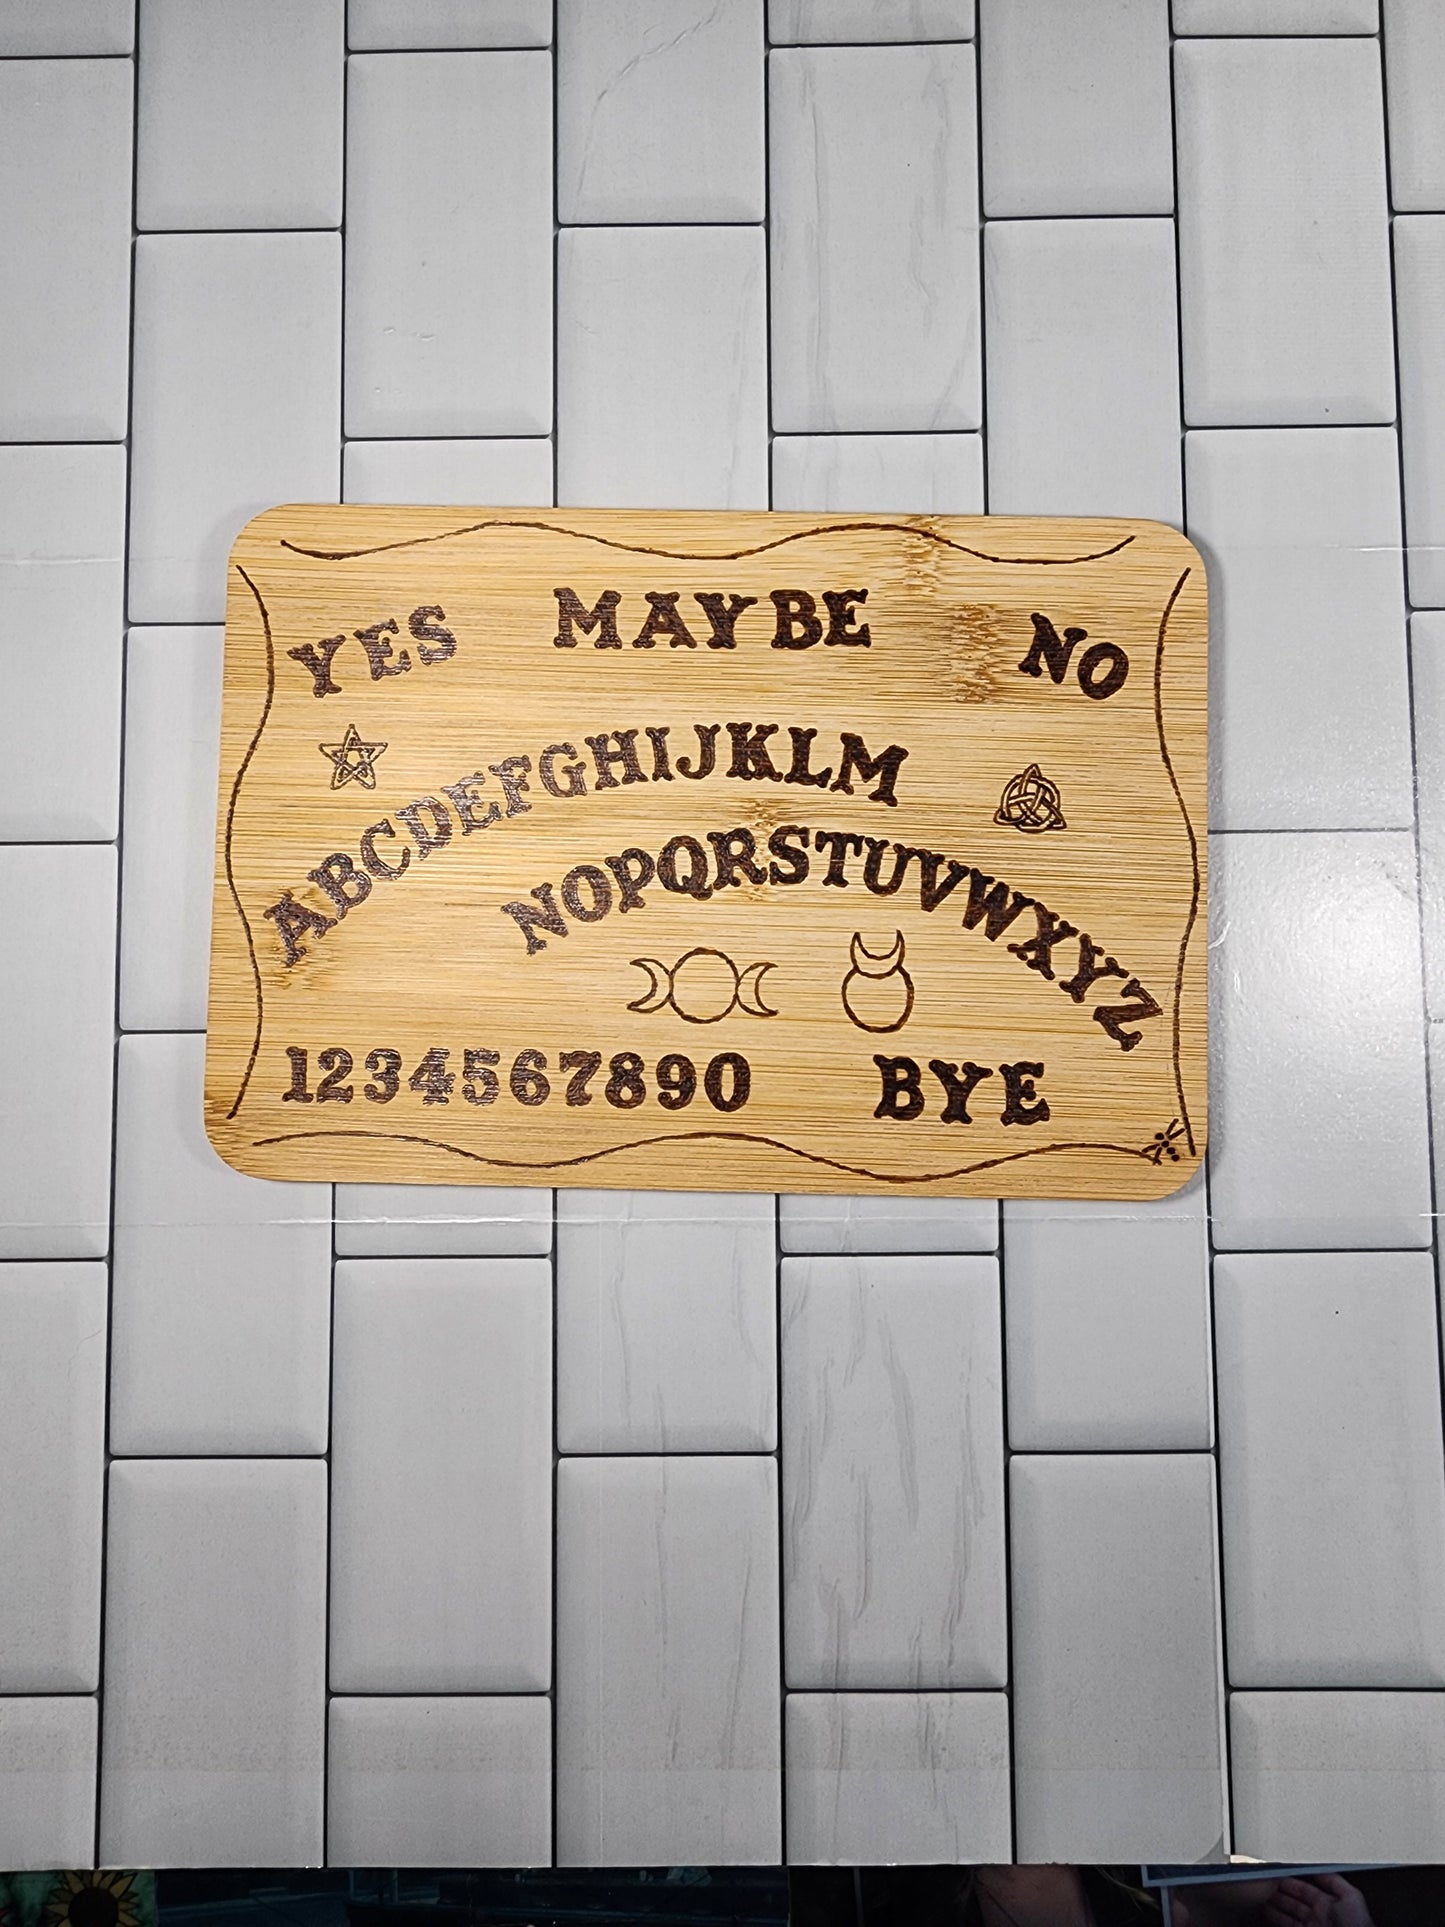 YES MAYBE NO
ABCDEFGHIJKLM
NOPQRSTUVWXYZ
1234567890 BYE